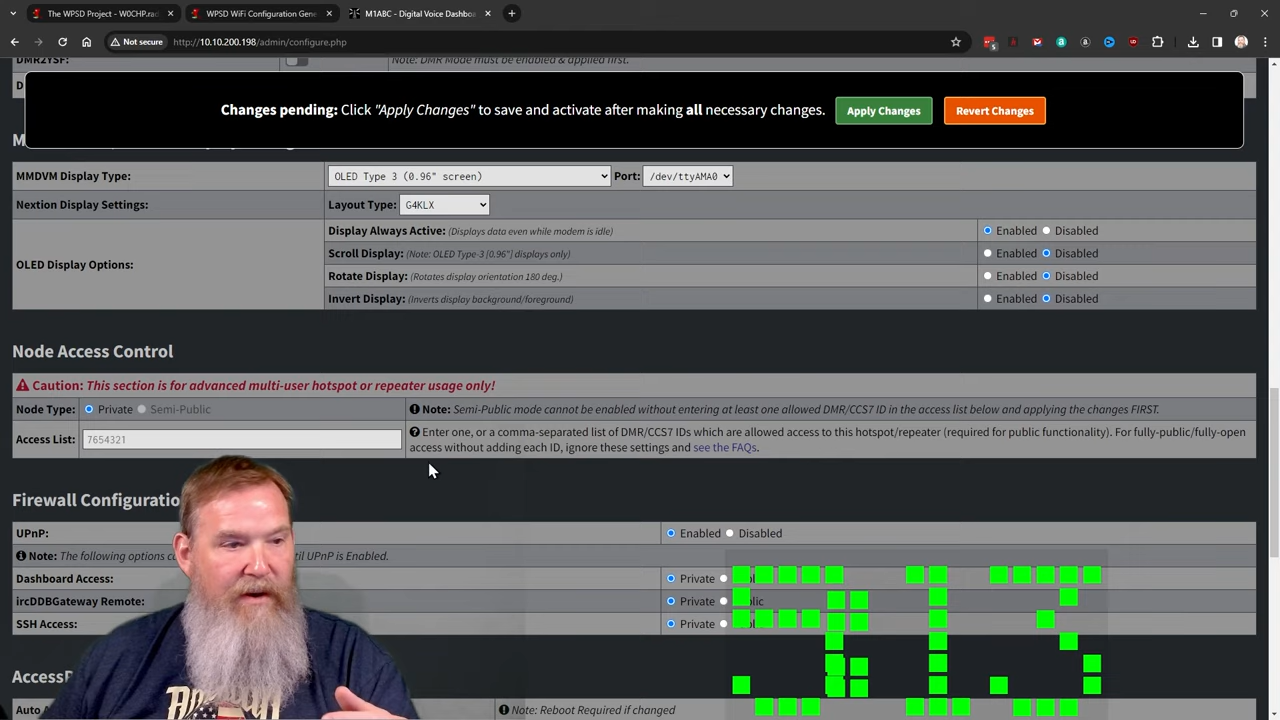 The WPSD Project - W0CHP.rad
WPSD WiFi Configuration Gene
M1ABC - Digital Voice Dashboa
Not secure
http://10.10.200.198/admin/configure.php
DMR2YSF:
Note: DMR Mode must be enabled & applied first.
D
Changes pending: Click "Apply Changes" to save and activate after making all necessary changes.
Apply Changes
Revert Changes
M
MMDVM Display Type:
OLED Type 3 (0.96" screen)
Port: /dev/ttyAMA0
Nextion Display Settings:
Layout Type: G4KLX
OLED Display Options:
Display Always Active: (Displays data even while modem is idle)
Enabled Disabled
Scroll Display: (Note: OLED Type-3 [0.96"] displays only)
Enabled Disabled
Rotate Display: (Rotates display orientation 180 deg.)
Enabled Disabled
Invert Display: (Inverts display background/foreground)
Enabled Disabled
Node Access Control
Caution: This section is for advanced multi-user hotspot or repeater usage only!
Node Type:
Private Semi-Public
Note: Semi-Public mode cannot be enabled without entering at least one allowed DMR/CCS7 ID in the access list below and applying the changes FIRST.
Access List:
7654321
Enter one, or a comma-separated list of DMR/CCS7 IDs which are allowed access to this hotspot/repeater (required for public functionality). For fully-public/fully-open
access without adding each ID, ignore these settings and see the FAQs.
Firewall Configuratio
UPnP:
Enabled Disabled
Note: The following options c
til UPnP is Enabled.
Dashboard Access:
Private
ircDDBGateway Remote:
Private
SSH Access:
Private
AccessP
Auto A
Note: Reboot Required if changed
5:13